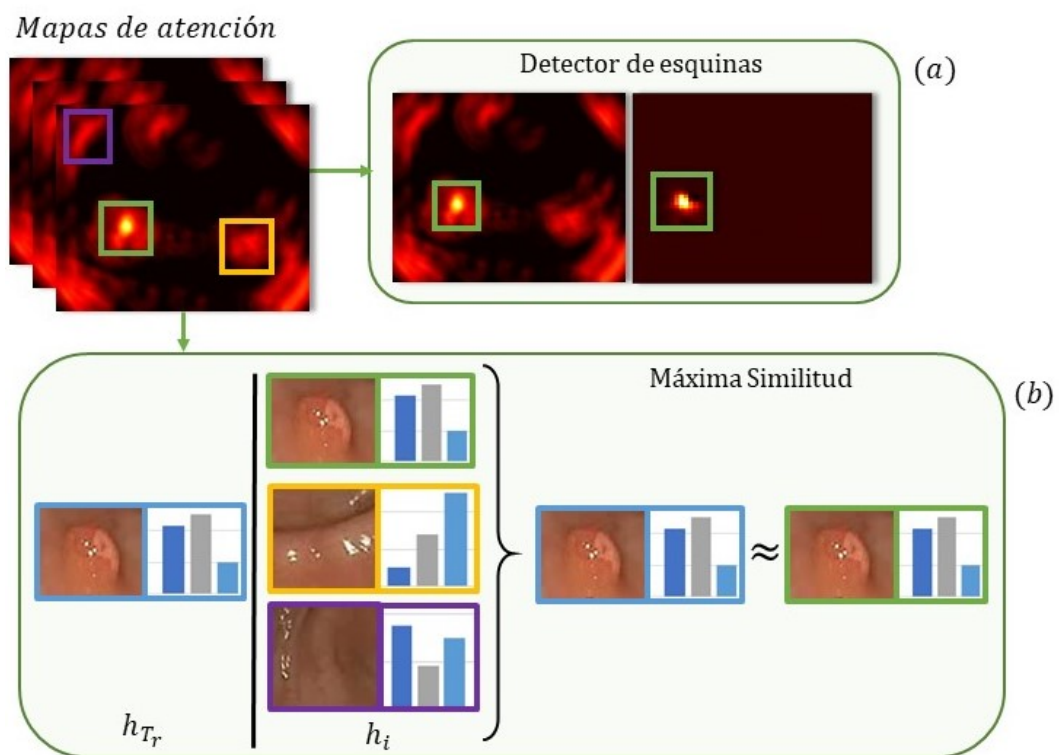 Mapas de atención
Detector de esquinas
(a)
Máxima Similitud
(b)
≈
h_{T_r}
h_i